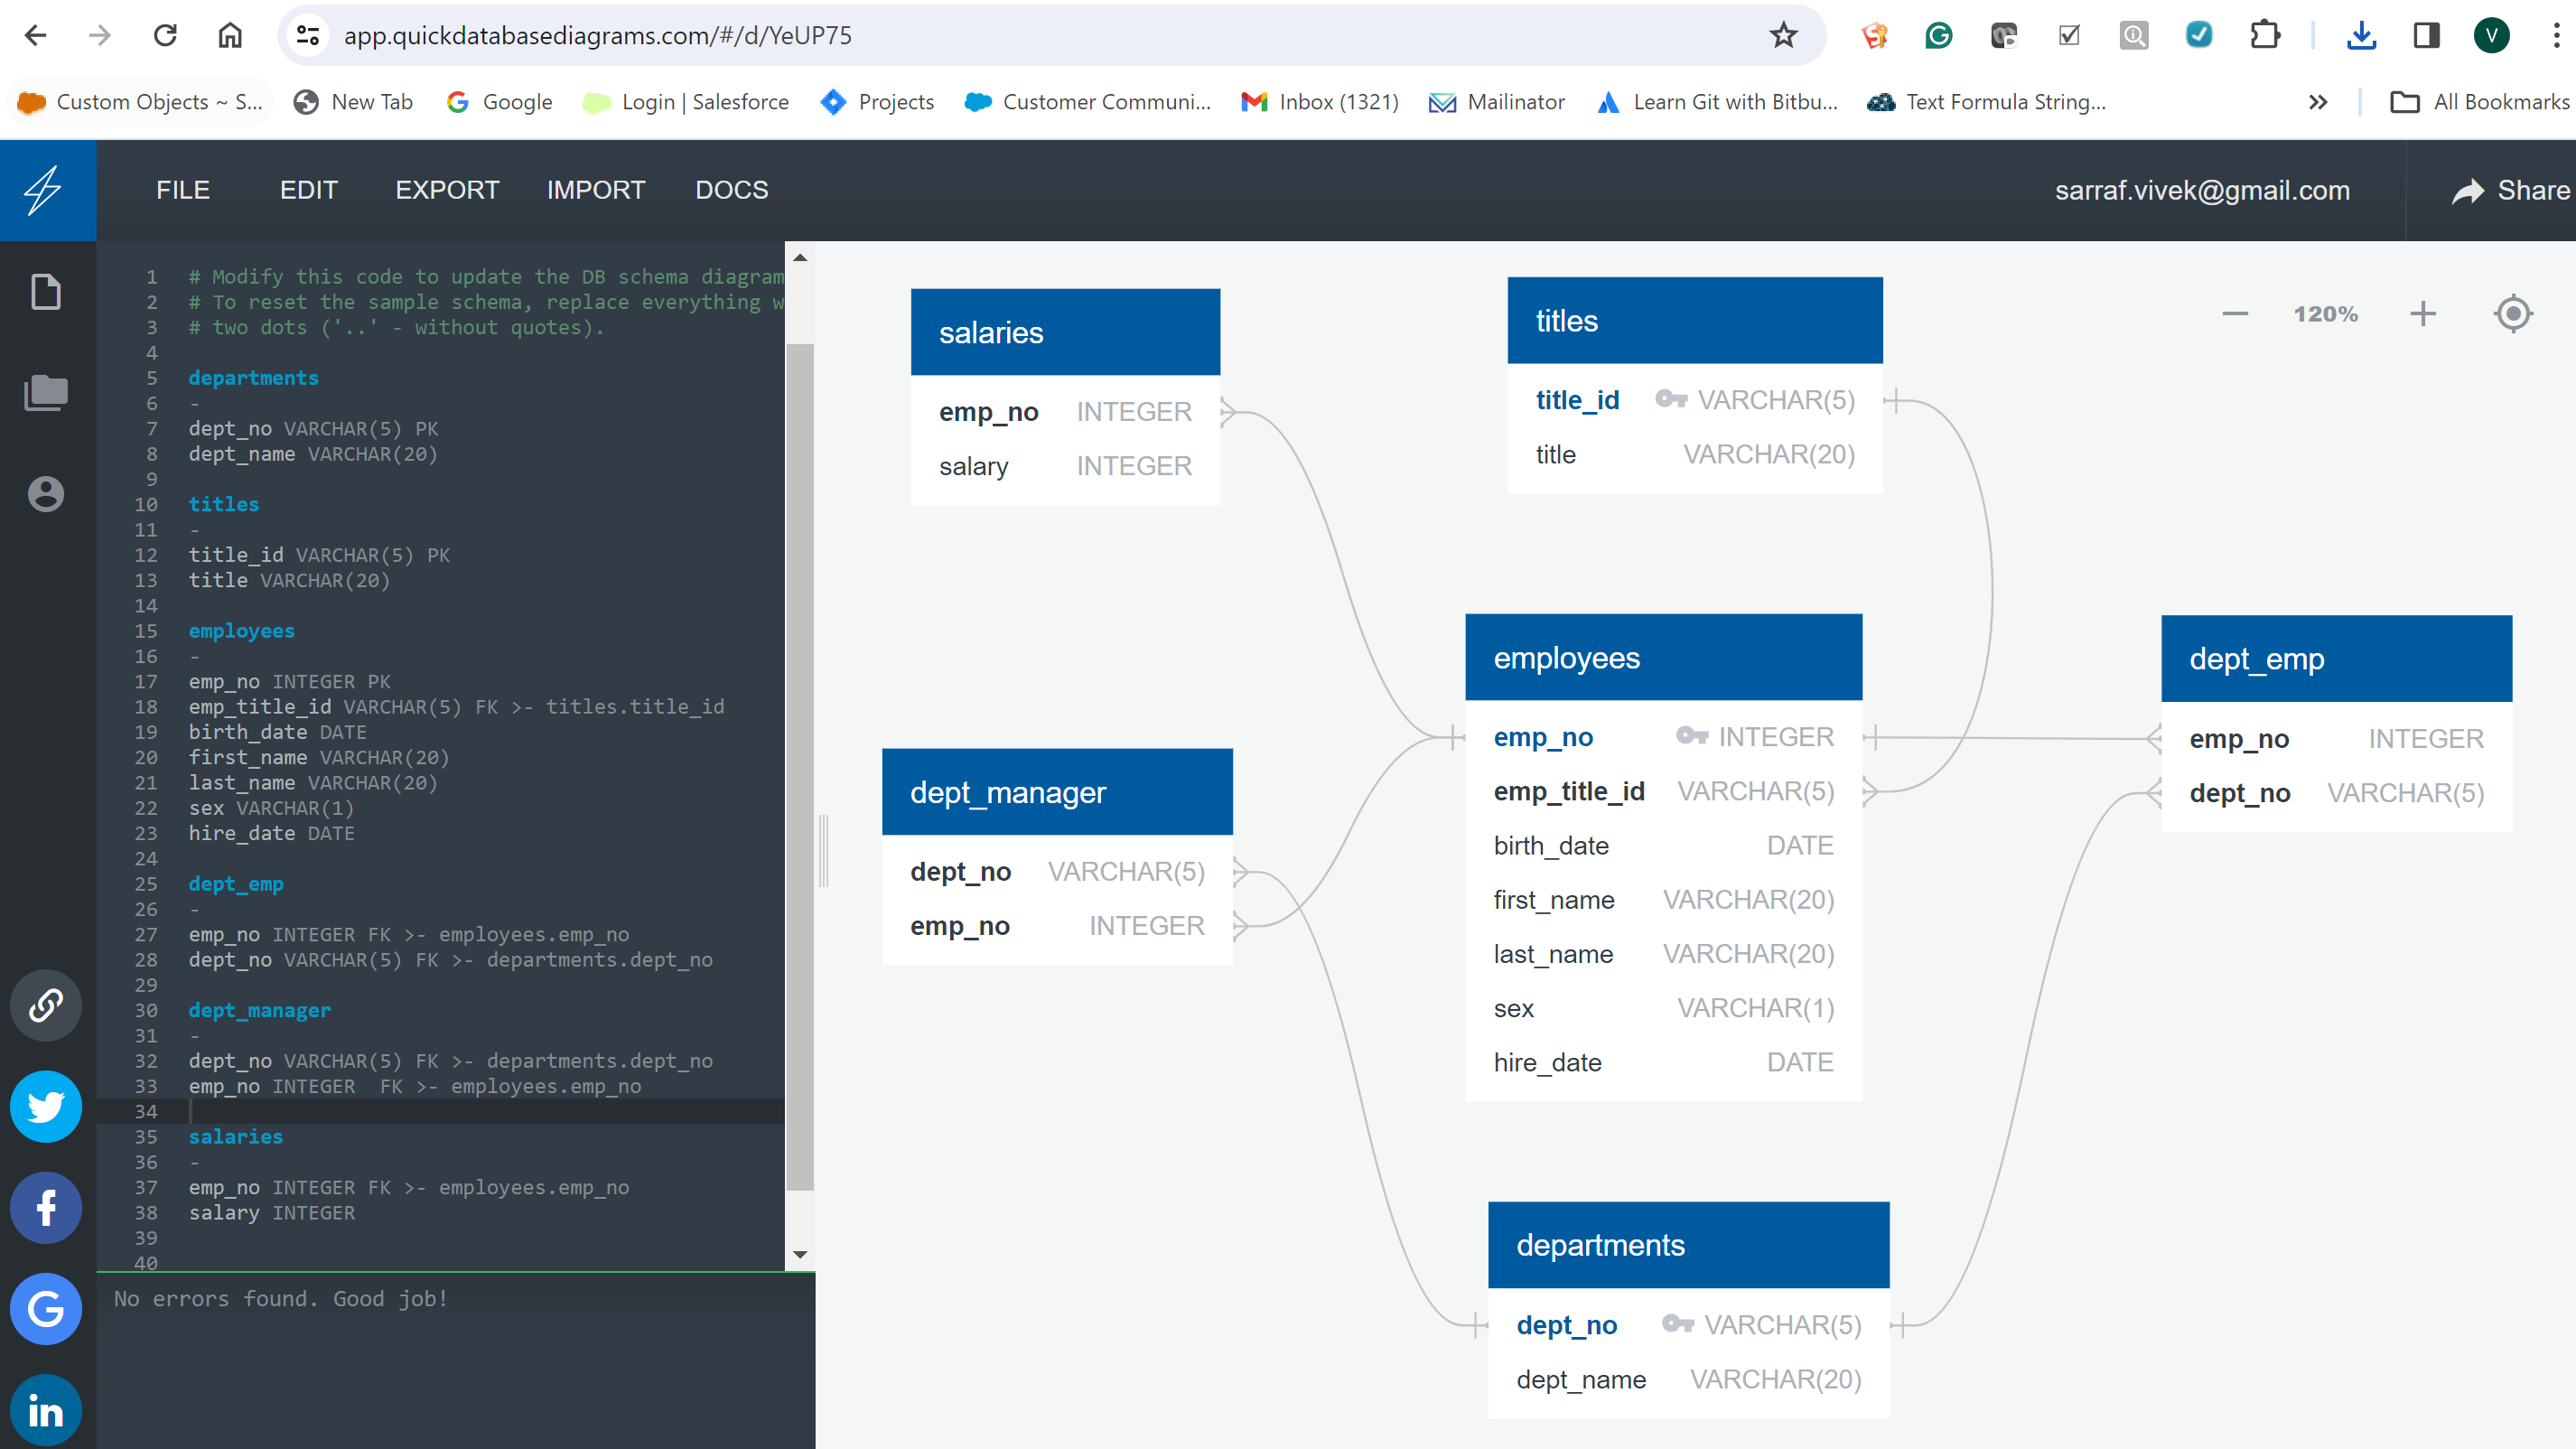 app.quickdatabasediagrams.com/#/d/YeUP75
V
Custom Objects ~ S...
New Tab
Google
Login | Salesforce
Projects
Customer Communi...
Inbox (1321)
Mailinator
Learn Git with Bitbu...
Text Formula String...
All Bookmarks
FILE
EDIT
EXPORT
IMPORT
DOCS
sarraf.vivek@gmail.com
Share
1 # Modify this code to update the DB schema diagram
2 # To reset the sample schema, replace everything w
3 # two dots ('..' - without quotes).
4
5 departments
6 -
7 dept_no VARCHAR(5) PK
8 dept_name VARCHAR(20)
9
10 titles
11 -
12 title_id VARCHAR(5) PK
13 title VARCHAR(20)
14
15 employees
16 -
17 emp_no INTEGER PK
18 emp_title_id VARCHAR(5) FK >- titles.title_id
19 birth_date DATE
20 first_name VARCHAR(20)
21 last_name VARCHAR(20)
22 sex VARCHAR(1)
23 hire_date DATE
24
25 dept_emp
26 -
27 emp_no INTEGER FK >- employees.emp_no
28 dept_no VARCHAR(5) FK >- departments.dept_no
29
30 dept_manager
31 -
32 dept_no VARCHAR(5) FK >- departments.dept_no
33 emp_no INTEGER  FK >- employees.emp_no
34
35 salaries
36 -
37 emp_no INTEGER FK >- employees.emp_no
38 salary INTEGER
39
40
No errors found. Good job!
120%
salaries
emp_no INTEGER
salary INTEGER
titles
title_id VARCHAR(5)
title VARCHAR(20)
employees
emp_no INTEGER
emp_title_id VARCHAR(5)
birth_date DATE
first_name VARCHAR(20)
last_name VARCHAR(20)
sex VARCHAR(1)
hire_date DATE
dept_emp
emp_no INTEGER
dept_no VARCHAR(5)
dept_manager
dept_no VARCHAR(5)
emp_no INTEGER
departments
dept_no VARCHAR(5)
dept_name VARCHAR(20)